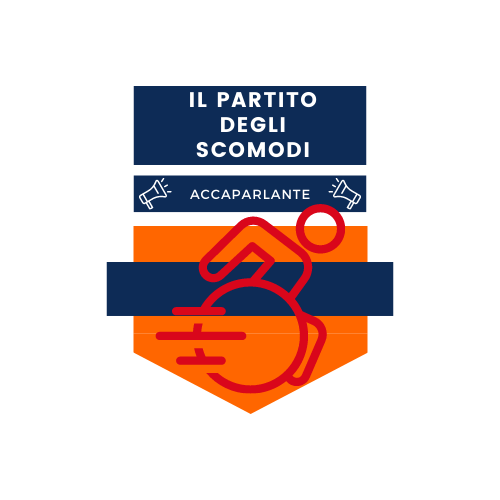 IL PARTITO
DEGLI
SCOMODI
ACCAPARLANTE